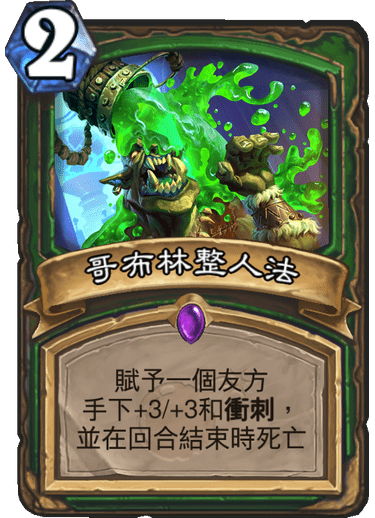 2
哥布林整人法
賦予一個友方
手下+3/+3和衝刺，
並在回合結束時死亡